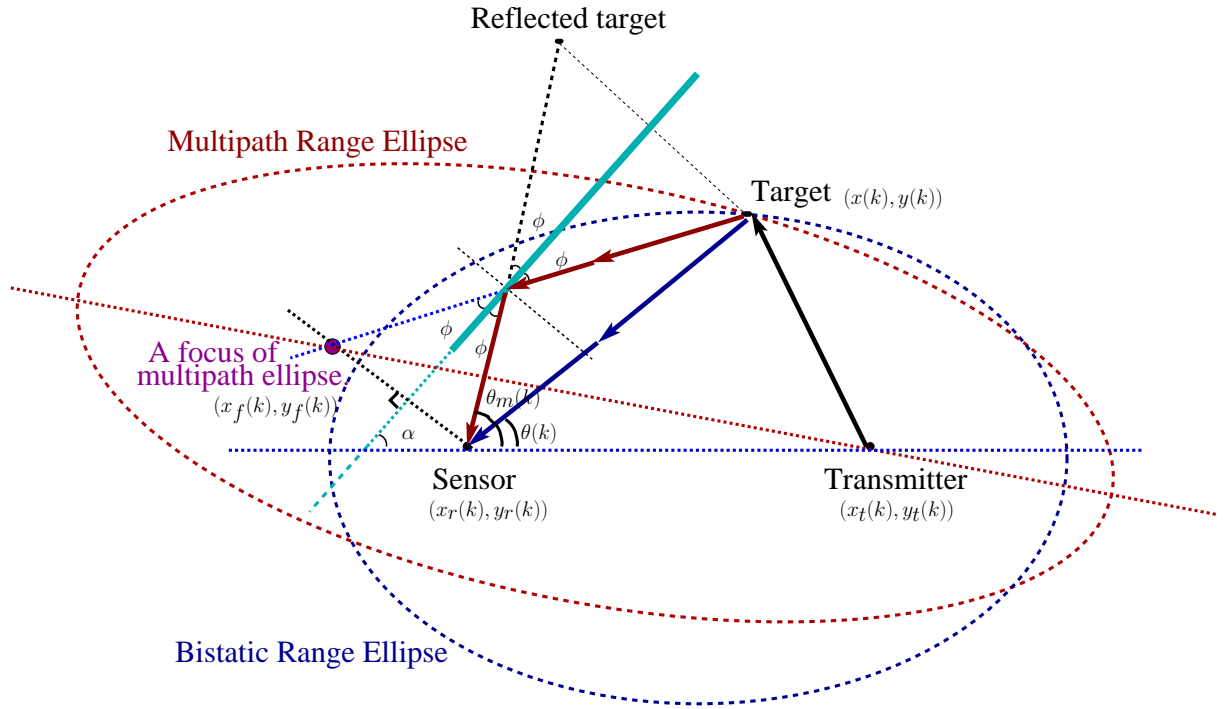 Reflected target
Multipath Range Ellipse
Target (x(k), y(k))
ϕ
ϕ
ϕ
ϕ
A focus of
multipath ellipse
(x_f(k), y_f(k))
θ_m(k)
θ(k)
α
Sensor
(x_r(k), y_r(k))
Transmitter
(x_t(k), y_t(k))
Bistatic Range Ellipse